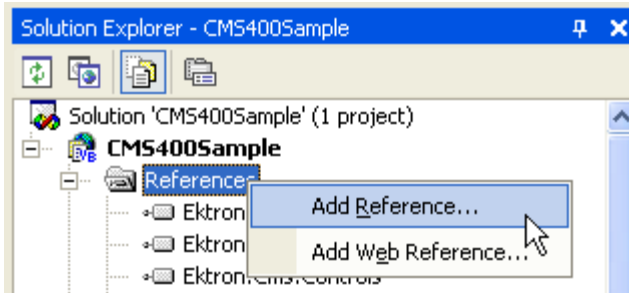 Solution Explorer - CMS400Sample
Solution 'CMS400Sample' (1 project)
CMS400Sample
References
Add Reference...
Ektron
Ektron
Add Web Reference...
Ektron.Cms.Controls